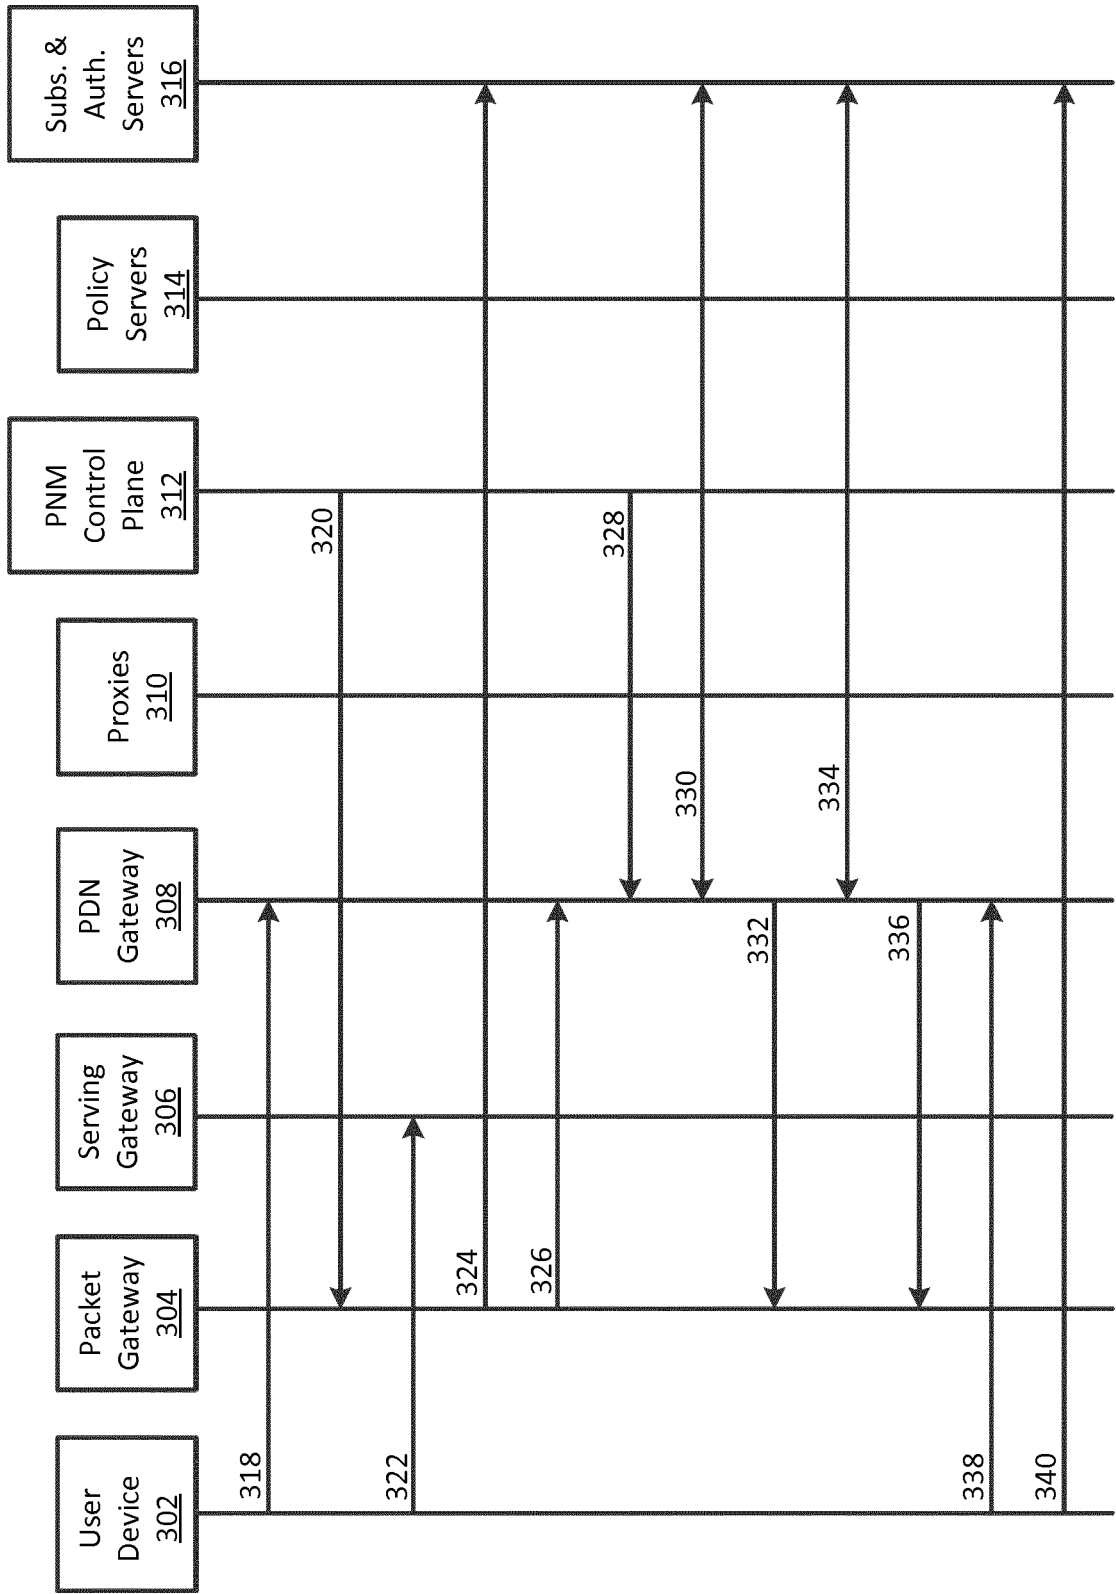 User
Device
302
Packet
Gateway
304
Serving
Gateway
306
PDN
Gateway
308
Proxies
310
PNM
Control
Plane
312
Policy
Servers
314
Subs. &
Auth.
Servers
316
318
320
322
324
326
328
330
332
334
336
338
340